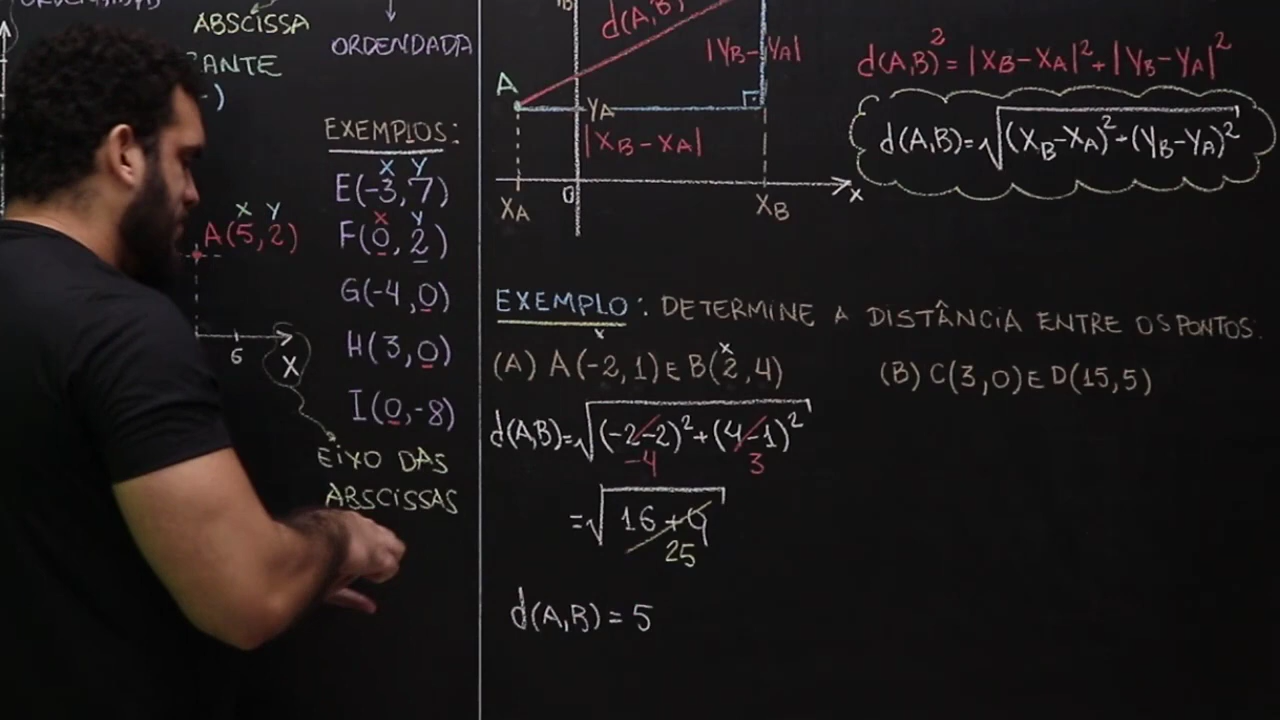 ABSCISSA
ORDENDADA
EXEMPlOS:
X Y
E(-3,7)
X Y
F(0, 2)
G(-4,0)
H(3,0)
I(0,-8)
X Y
A(5,2)
6
X
EIXO DAS
ABSCISSAS
d(A,B)
|YB-YA|
A
YA
|XB-XA|
XA
0
XB
x
d(A,B)²=|XB-XA|²+|YB-YA|²
d(A,B)=√(XB-XA)²+(YB-YA)²
EXEMPLO: DETERMINE A DISTÂNCIA ENTRE OS PONTOS:
x x
(A) A(-2,1) E B(2,4)
(B) C(3,0) E D(15,5)
d(A,B)=√(-2-2)²+(4-1)²
-4 3
=√16+9
25
d(A,B)=5